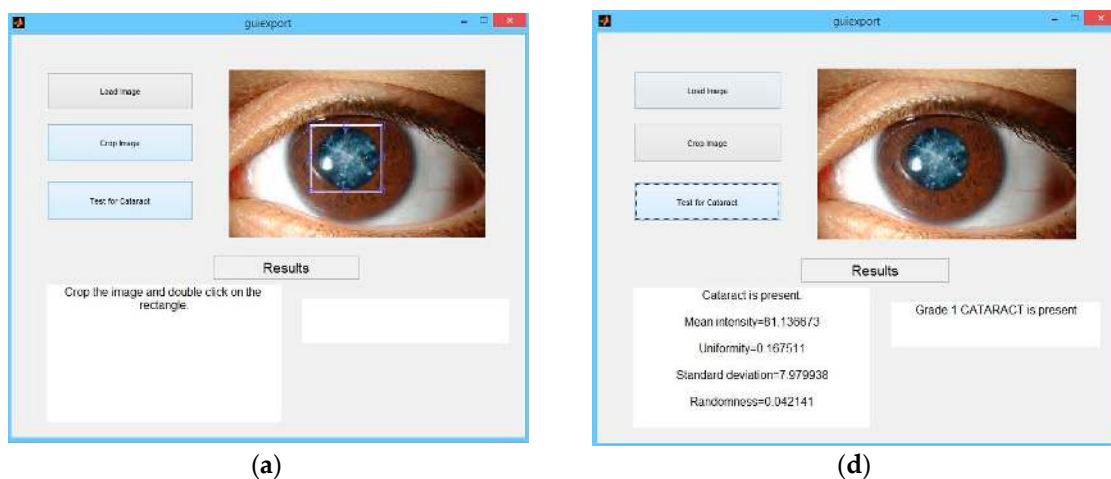 guiexport
Load Image
Crop Image
Test for Cataract
Results
Crop the image and double click on the
rectangle.
(a)
guiexport
Load Image
Crop Image
Test for Cataract
Results
Cataract is present.
Mean intensity=81.136673
Uniformity=0.167511
Standard deviation=7.979938
Randomness=0.042141
Grade 1 CATARACT is present
(d)